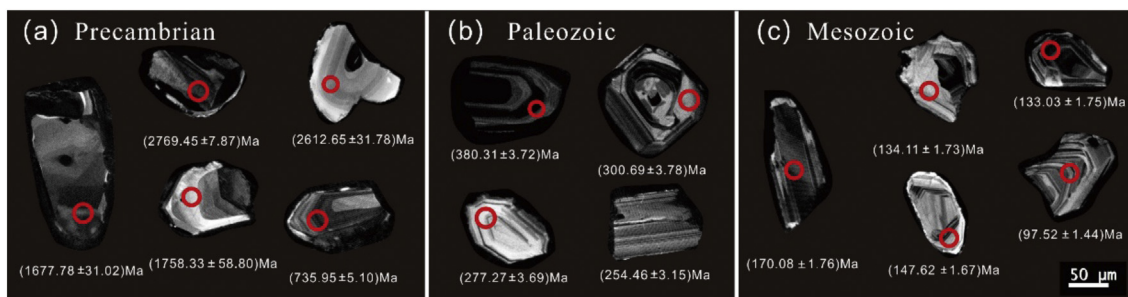 (a) Precambrian
(2769.45±7.87)Ma
(2612.65±31.78)Ma
(1677.78±31.02)Ma
(1758.33±58.80)Ma
(735.95±5.10)Ma
(b) Paleozoic
(380.31±3.72)Ma
(300.69±3.78)Ma
(277.27±3.69)Ma
(254.46±3.15)Ma
(c) Mesozoic
(133.03±1.75)Ma
(134.11±1.73)Ma
(170.08±1.76)Ma
(147.62±1.67)Ma
(97.52±1.44)Ma
50 μm